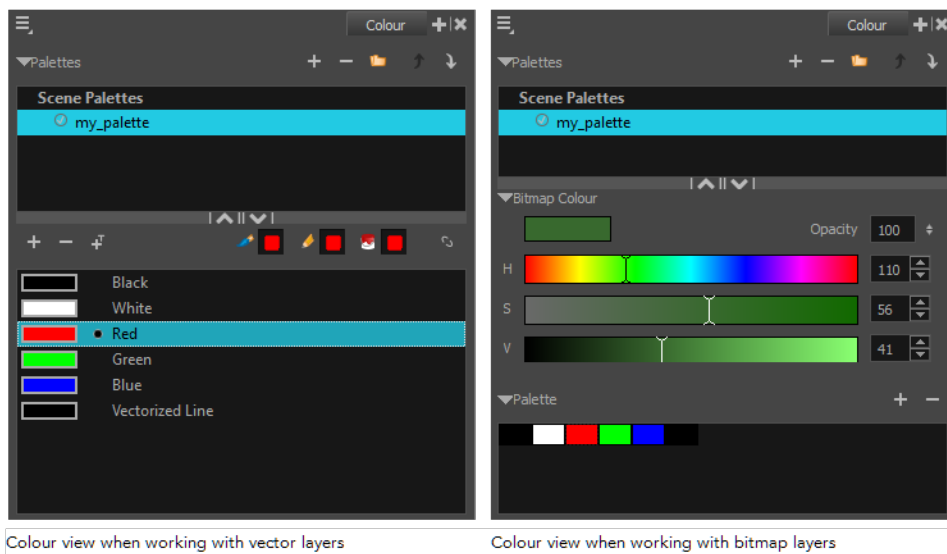 Colour
Palettes
Scene Palettes
my_palette
Black
White
Red
Green
Blue
Vectorized Line
Colour view when working with vector layers
Colour
Palettes
Scene Palettes
my_palette
Bitmap Colour
Opacity 100
H 110
S 56
V 41
Palette
Colour view when working with bitmap layers